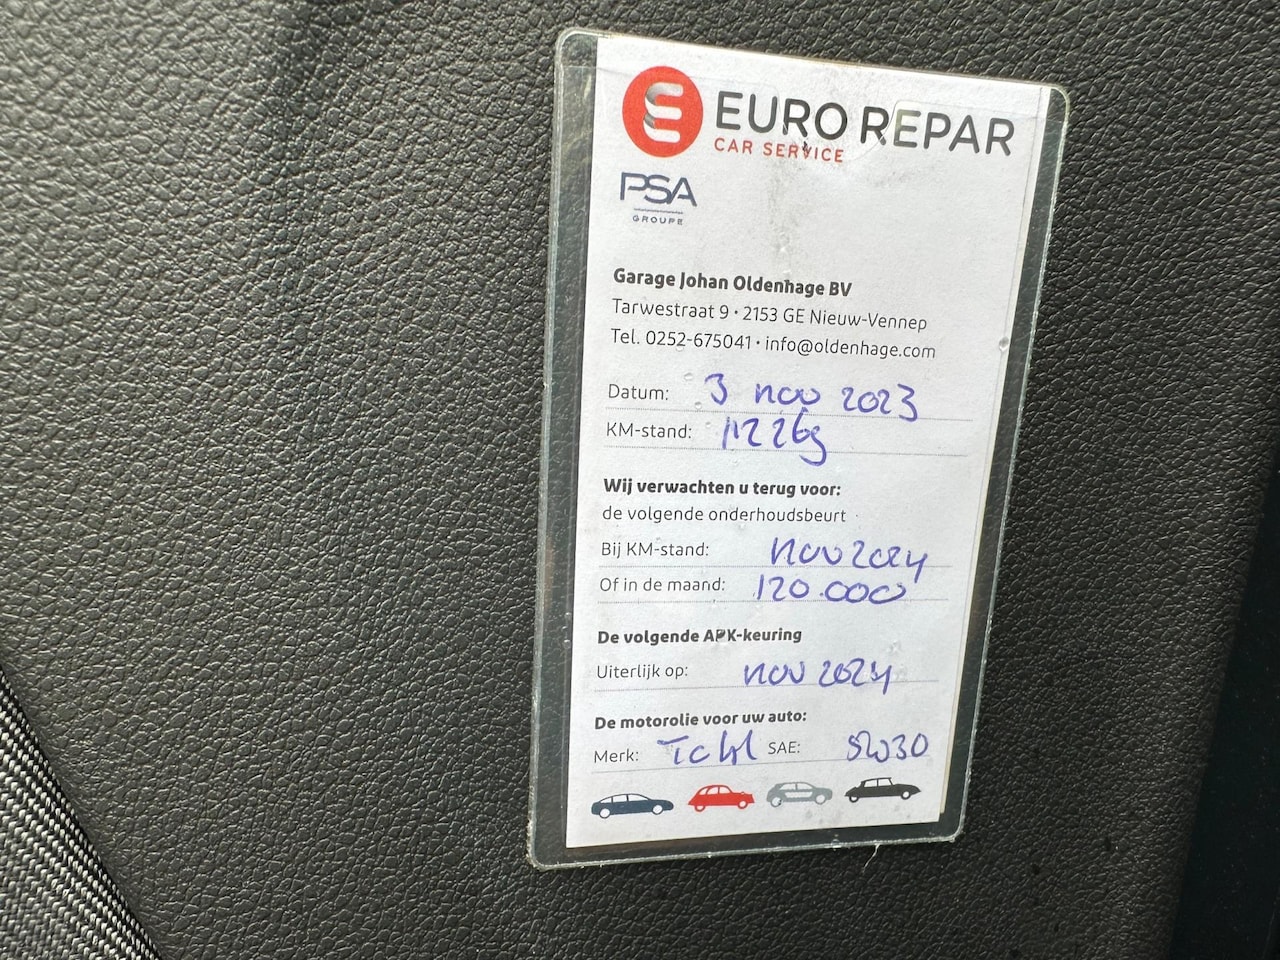 EURO REPAR
CAR SERVICE
PSA
GROUPE
Garage Johan Oldenhage BV
Tarwestraat 9 • 2153 GE Nieuw-Vennep
Tel. 0252-675041 • info@oldenhage.com
Datum: 3 nov 2023
KM-stand:
Wij verwachten u terug voor:
de volgende onderhoudsbeurt
Bij KM-stand: nov 2024
Of in de maand: 120.000
De volgende APK-keuring
Uiterlijk op: nov 2024
De motorolie voor uw auto:
Merk: SAE: 5W30